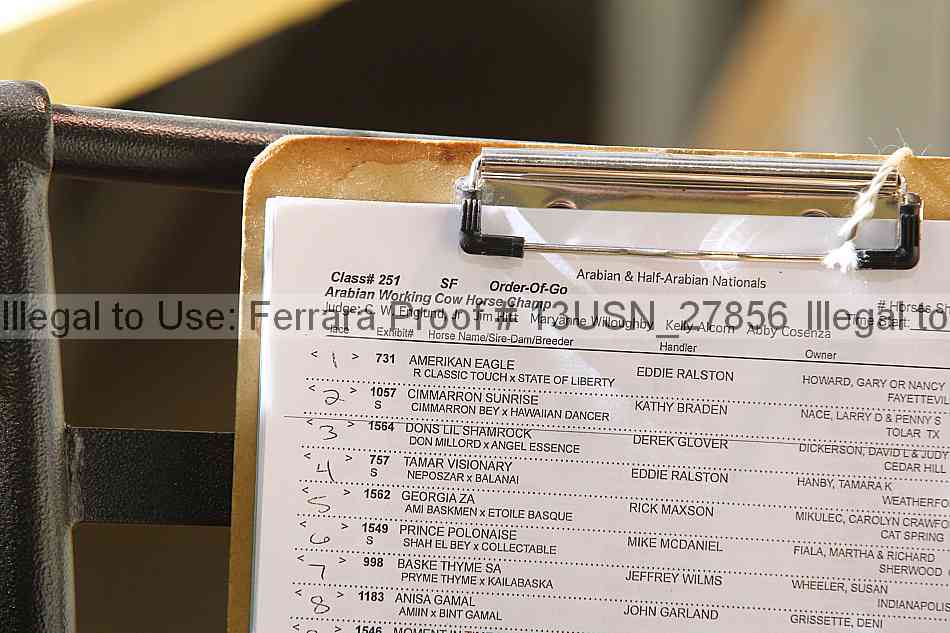 Class# 251 SF Order-Of-Go Arabian & Half-Arabian Nationals
Arabian Working Cow Horse Champ
Illegal to Use: Ferrara Proof # 13USN_27856 Illegal to
# Horses
Judge: C. W. England, Jr Jim Hitt Maryanne Willoughby Kelly Alcorn Abby Cosenza Time Start:
Exhibit# Horse Name/Sire-Dam/Breeder Handler Owner
< 1 > 731 AMERIKAN EAGLE EDDIE RALSTON HOWARD, GARY OR NANCY
R CLASSIC TOUCH x STATE OF LIBERTY FAYETTEVIL
< 2 > 1057 CIMMARRON SUNRISE KATHY BRADEN NACE, LARRY D & PENNY S
S CIMMARRON BEY x HAWAIIAN DANCER TOLAR TX
< 3 > 1564 DONS LIL SHAMROCK DEREK GLOVER DICKERSON, DAVID L & JUDY
DON MILLORD x ANGEL ESSENCE CEDAR HILL
< 4 > 757 TAMAR VISIONARY EDDIE RALSTON HANBY, TAMARA K
S NEPOSZAR x BALANAI WEATHERFO
< 5 > 1562 GEORGIA ZA RICK MAXSON MIKULEC, CAROLYN CRAWFO
AMI BASKMEN x ETOILE BASQUE CAT SPRING
< 6 > 1549 PRINCE POLONAISE MIKE MCDANIEL FIALA, MARTHA & RICHARD
S SHAH EL BEY x COLLECTABLE SHERWOOD
< 7 > 998 BASKE THYME SA JEFFREY WILMS WHEELER, SUSAN
PRYME THYME x KAILABASKA INDIANAPOLIS
< 8 > 1183 ANISA GAMAL JOHN GARLAND GRISSETTE, DENI
AMIIN x BINT GAMAL
1546 MOMENT IN